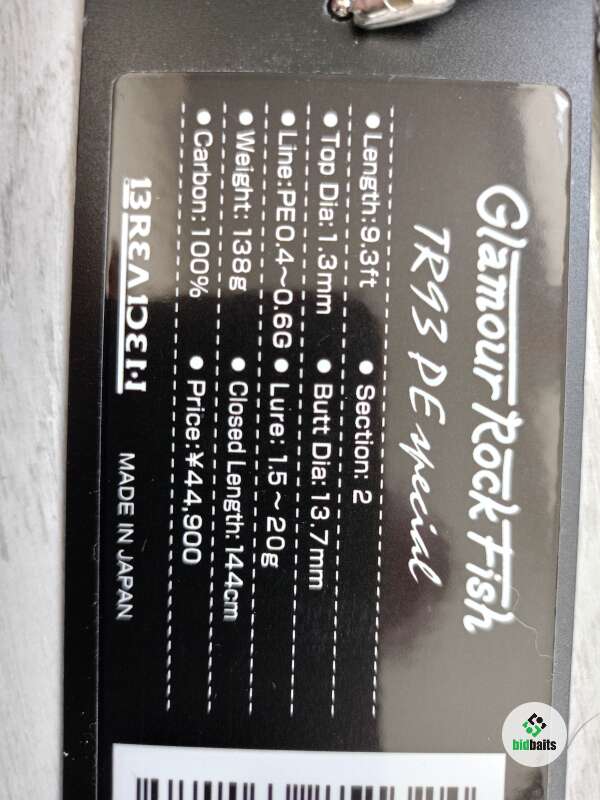 Glamour Rock Fish
TR93 PE special
● Length:9.3ft ● Section: 2
● Top Dia:1.3mm ● Butt Dia:13.7mm
● Line:PE0.4~0.6G ● Lure: 1.5~20g
● Weight: 138g ● Closed Length:144cm
● Carbon:100% ● Price:¥44,900
BREADEN MADE IN JAPAN
bidbaits